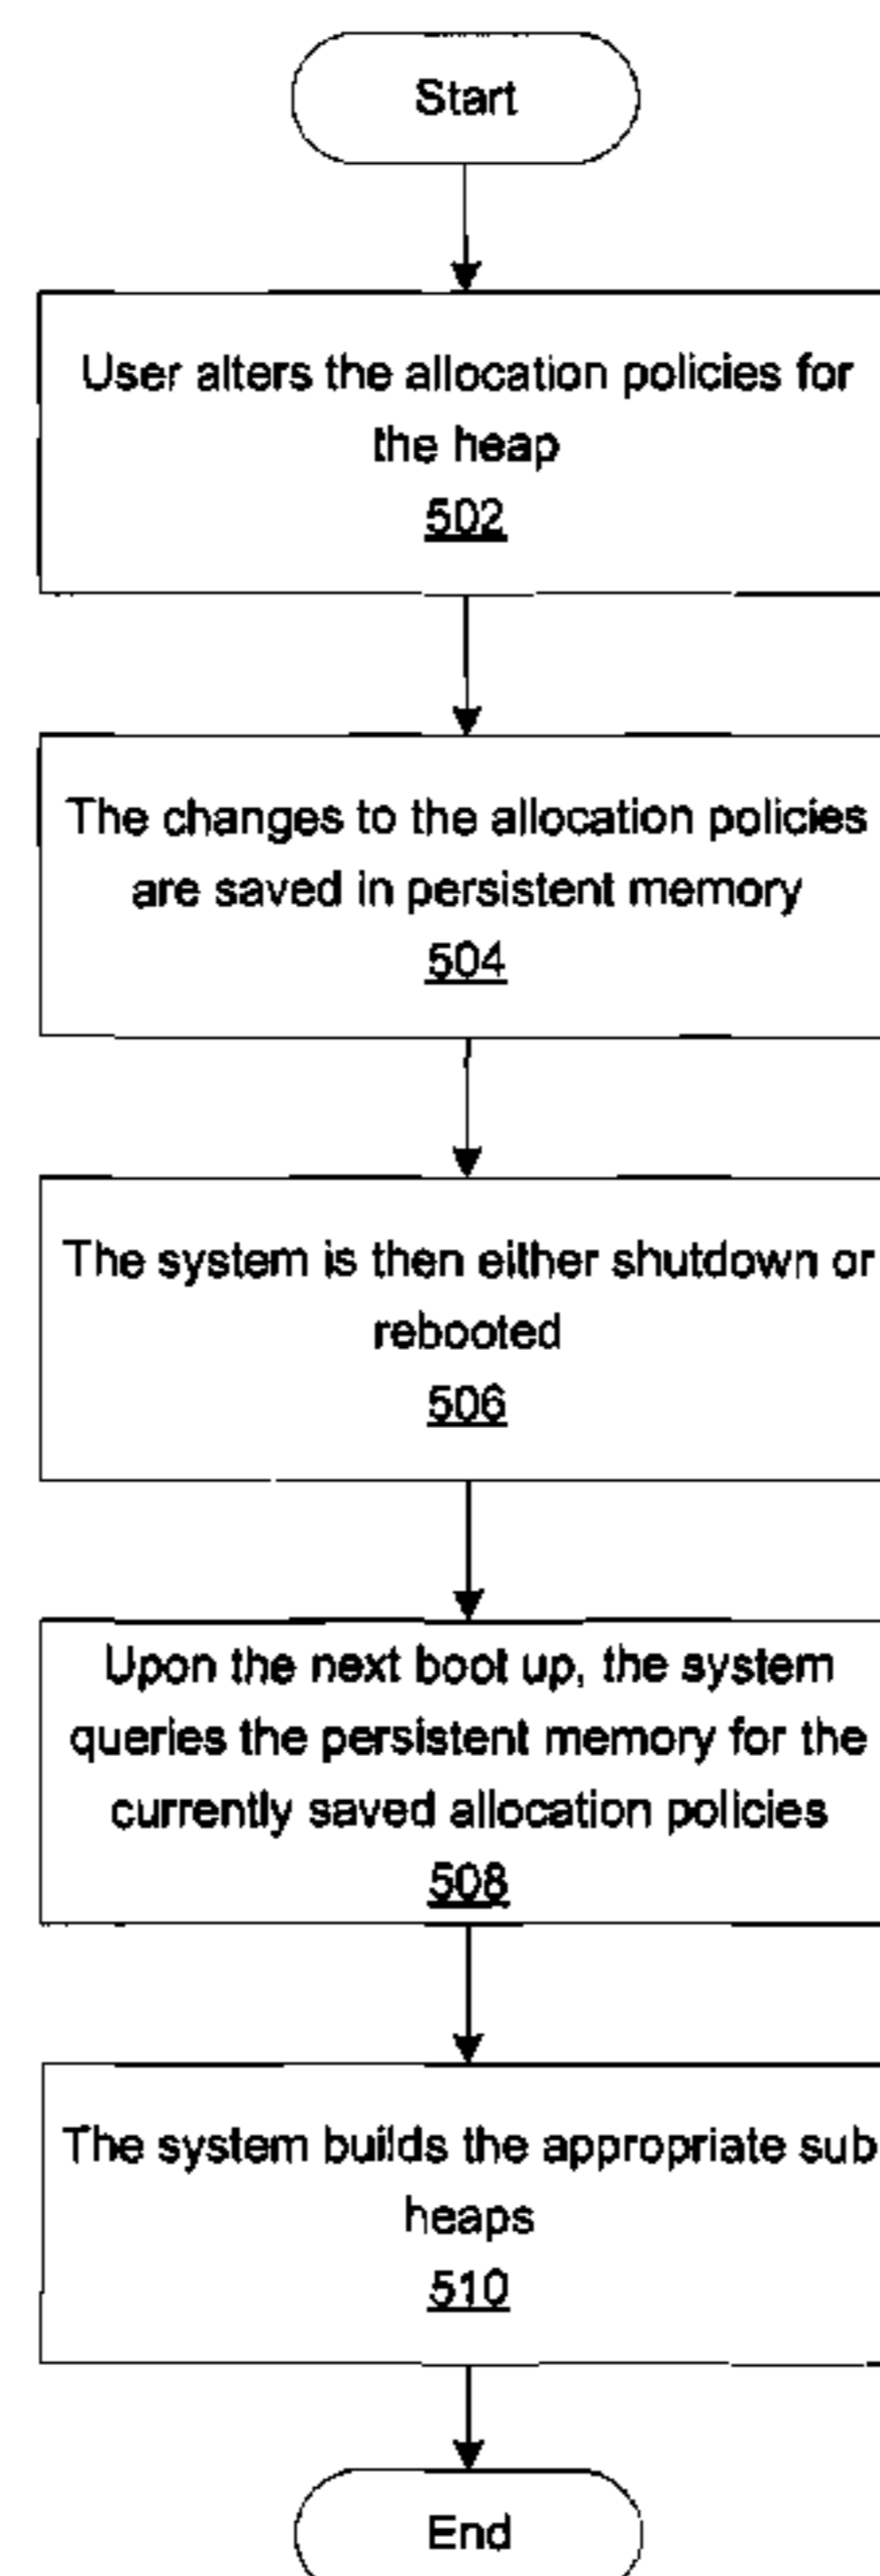 Start
User alters the allocation policies for
the heap
502
The changes to the allocation policies
are saved in persistent memory
504
The system is then either shutdown or
rebooted
506
Upon the next boot up, the system
queries the persistent memory for the
currently saved allocation policies
508
The system builds the appropriate sub
heaps
510
End